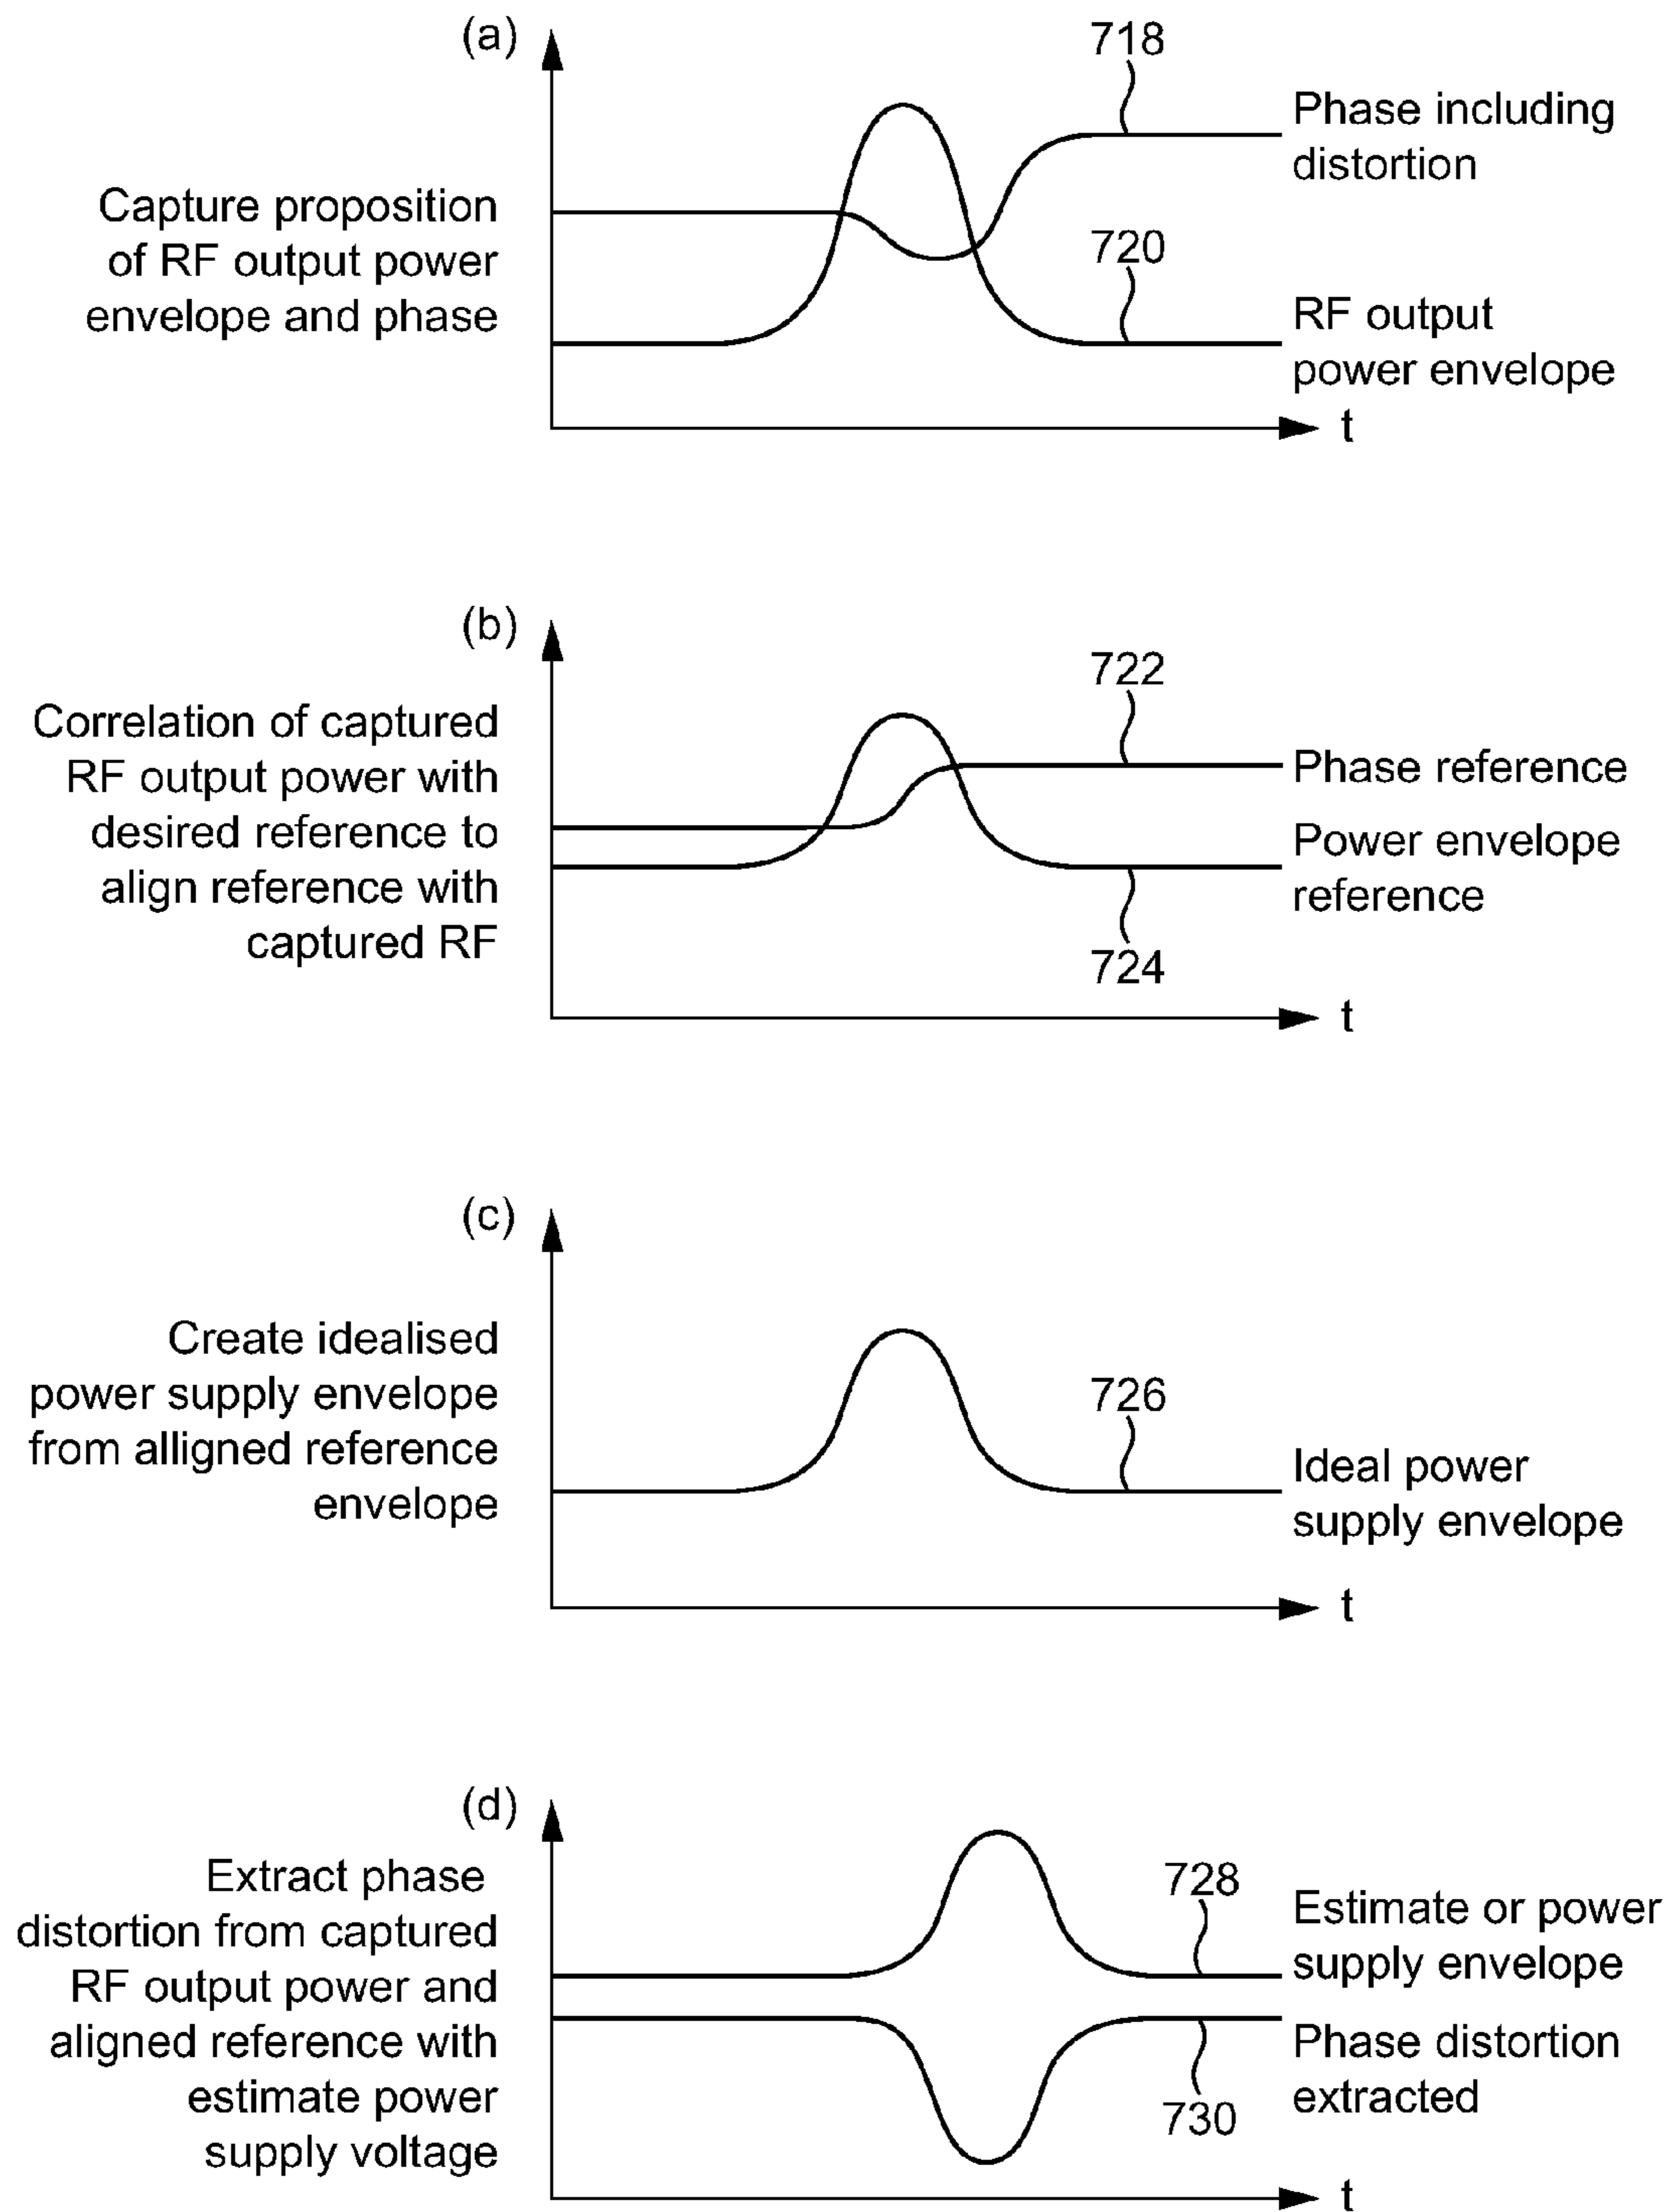 (a)
718
Phase including
distortion
Capture proposition
of RF output power
envelope and phase
720
RF output
power envelope
t
(b)
722
Correlation of captured
RF output power with
desired reference to
align reference with
captured RF
Phase reference
Power envelope
reference
724
t
(c)
Create idealised
power supply envelope
from alligned reference
envelope
726
Ideal power
supply envelope
t
(d)
Extract phase
distortion from captured
RF output power and
aligned reference with
estimate power
supply voltage
728
Estimate or power
supply envelope
Phase distortion
extracted
730
t